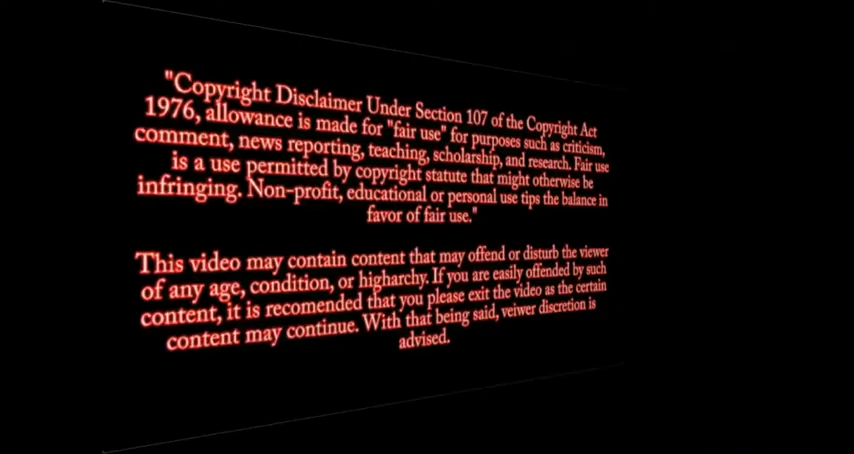 "Copyright Disclaimer Under Section 107 of the Copyright Act
1976, allowance is made for "fair use" for purposes such as criticism,
comment, news reporting, teaching, scholarship, and research. Fair use
is a use permitted by copyright statute that might otherwise be
infringing. Non-profit, educational or personal use tips the balance in
favor of fair use."
This video may contain content that may offend or disturb the viewer
of any age, condition, or higharchy. If you are easily offended by such
content, it is recomended that you please exit the video as the certain
content may continue. With that being said, veiwer discretion is
advised.